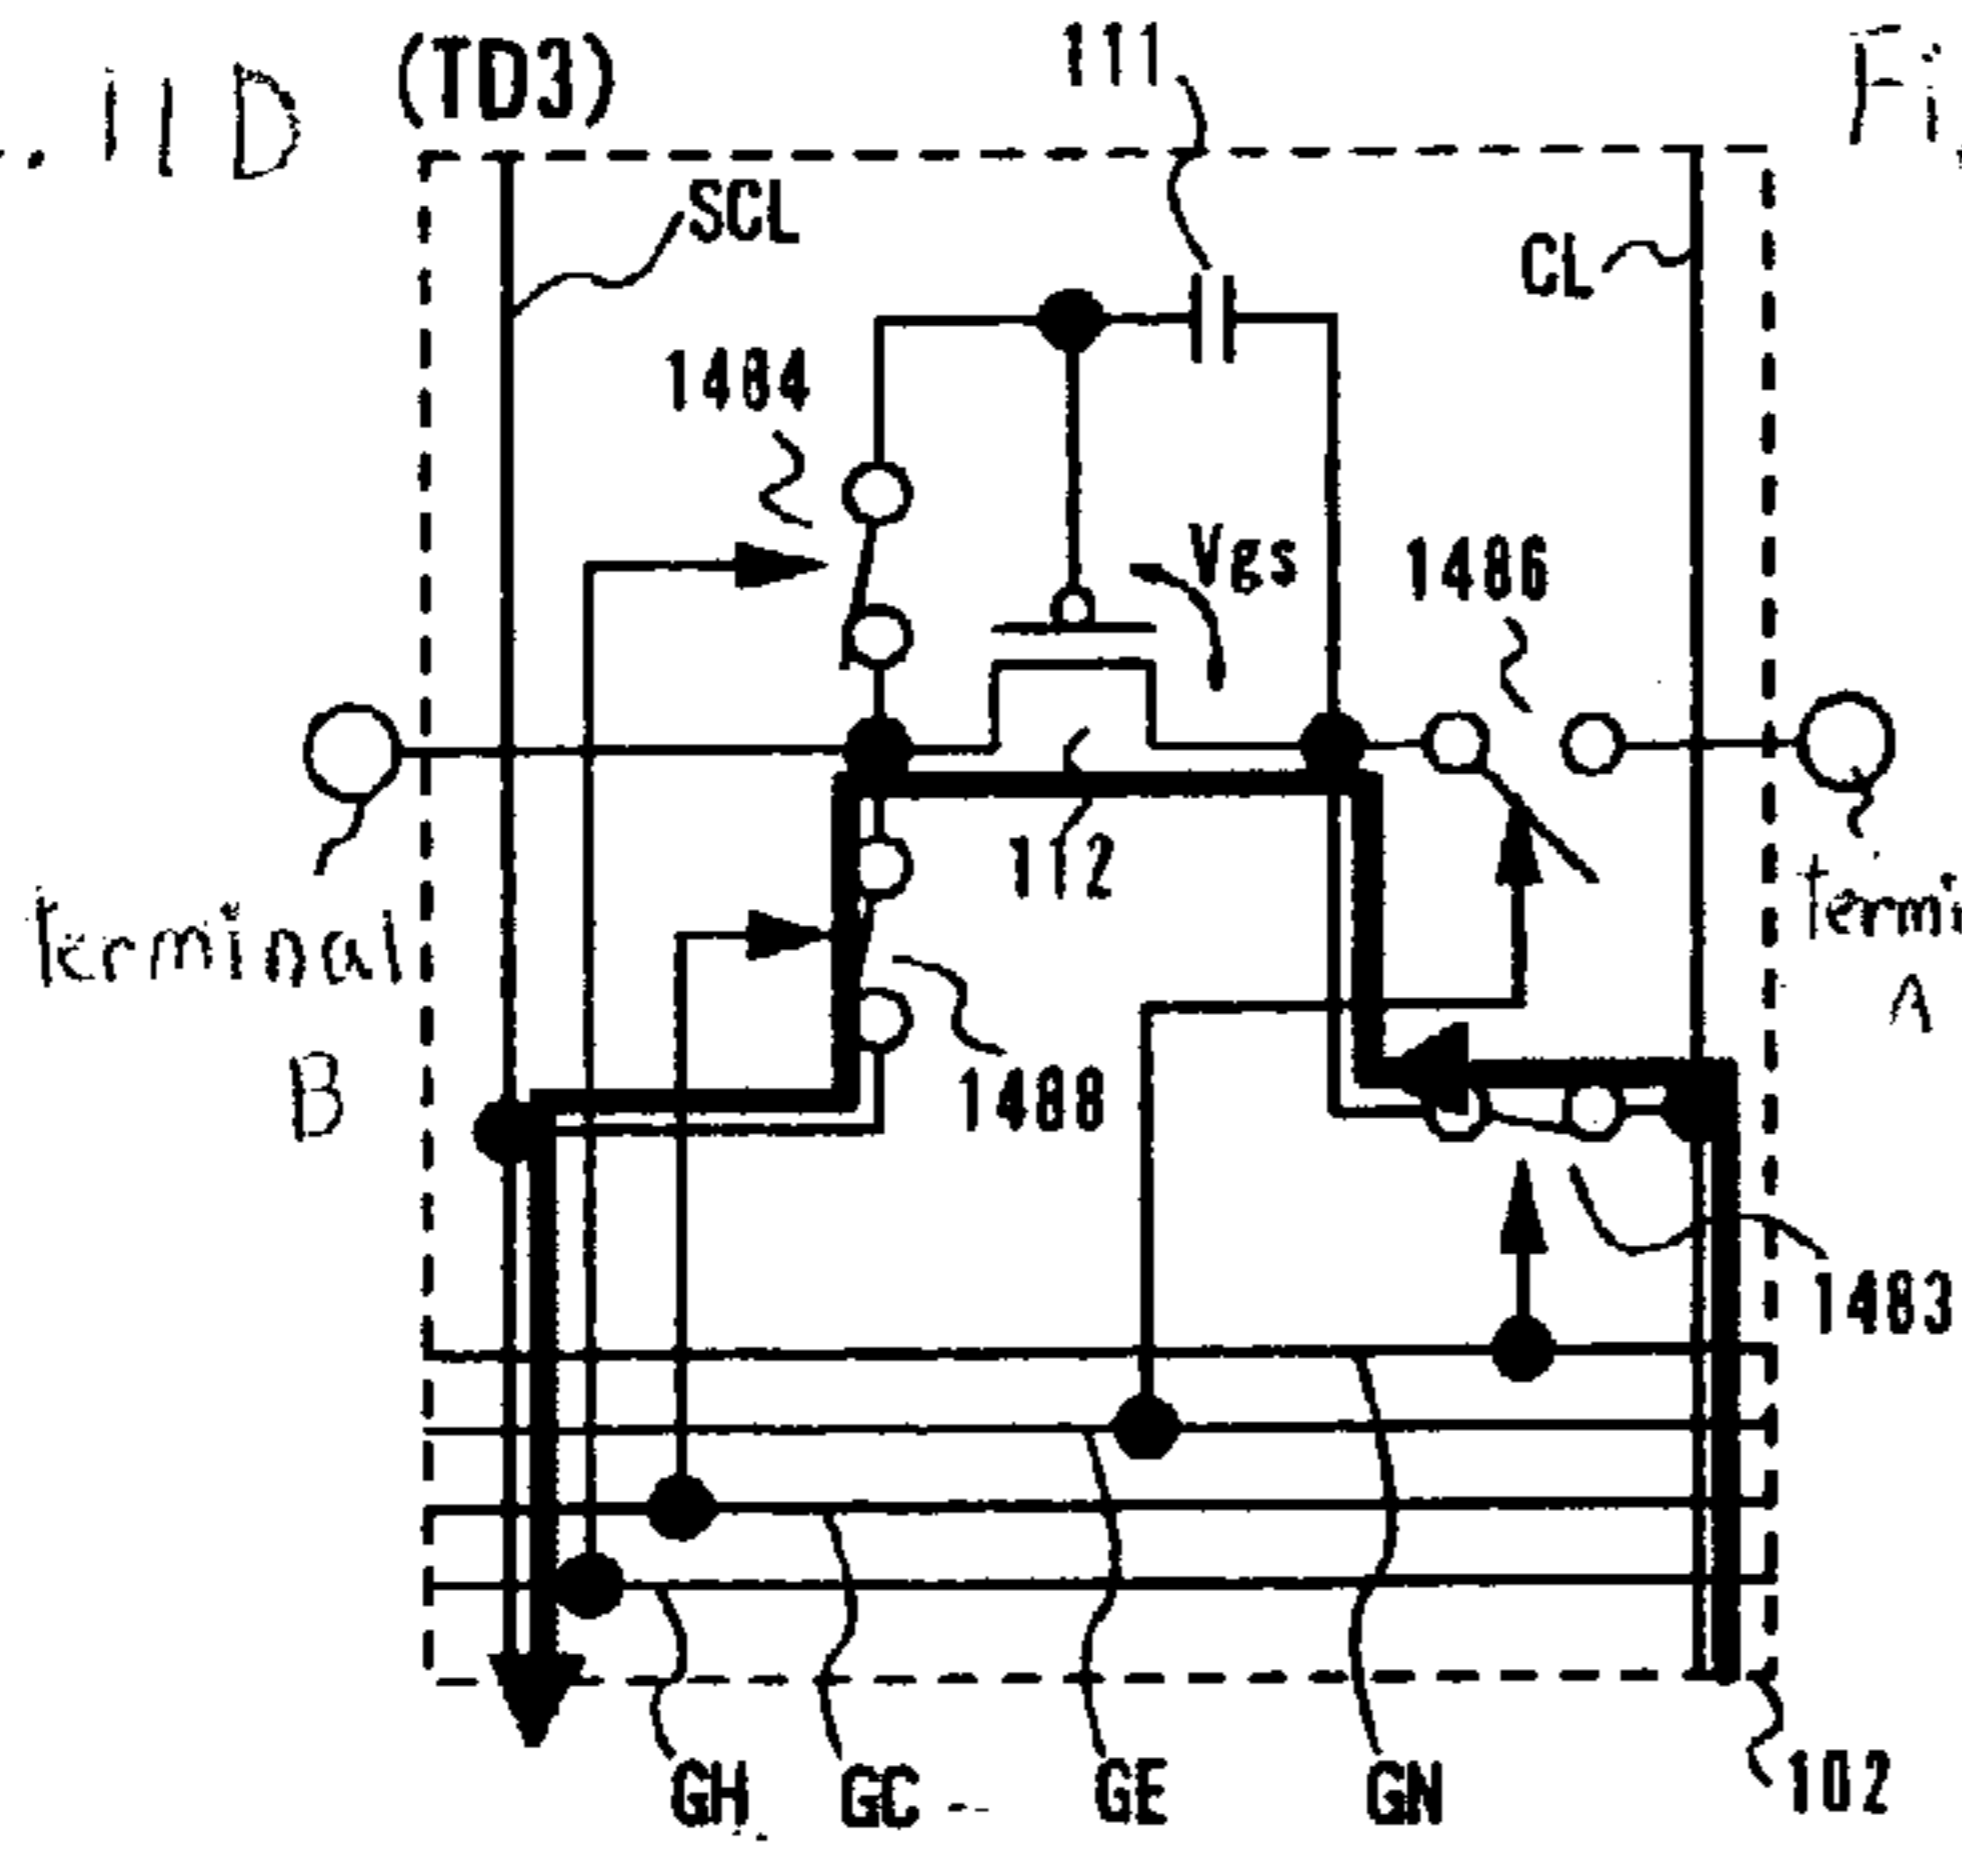 . 11D (TD3) 111 Fi
SCL
CL
1484
Vgs
1486
112
terminal
B
termi
A
1488
1483
GH GC GE GN
102